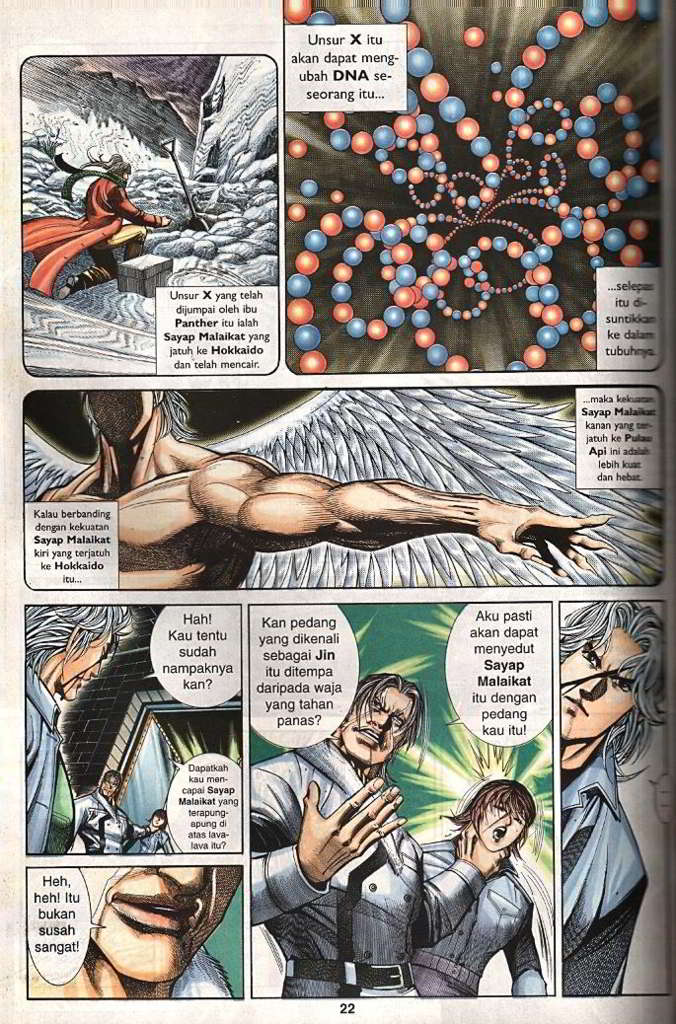 Unsur X itu
akan dapat meng-
ubah DNA se-
seorang itu...
Unsur X yang telah
dijumpai oleh ibu
Panther itu ialah
Sayap Malaikat yang
jatuh ke Hokkaido
dan telah mencair.
...selepas
itu di-
suntikkan
ke dalam
tubuhnya.
Kalau berbanding
dengan kekuatan
Sayap Malaikat
kiri yang terjatuh
ke Hokkaido
itu...
...maka kekuatan
Sayap Malaikat
kanan yang ter-
jatuh ke Pulau
Api ini adalah
lebih kuat
dan hebat.
Hah!
Kau tentu
sudah
nampaknya
kan?
Dapatkah
kau men-
capai Sayap
Malaikat yang
terapung-
apung di
atas lava-
lava itu?
Heh,
heh! Itu
bukan
susah
sangat!
Kan pedang
yang dikenali
sebagai Jin
itu ditempa
daripada waja
yang tahan
panas?
Aku pasti
akan dapat
menyedut
Sayap
Malaikat
itu dengan
pedang
kau itu!
22